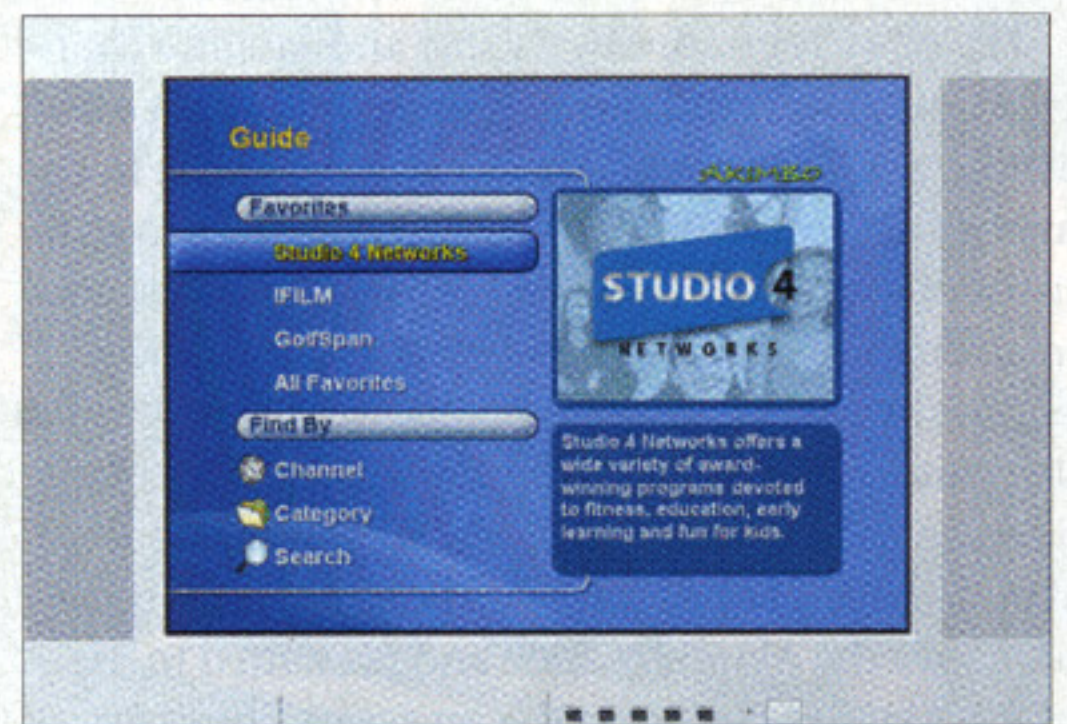 Guide
AKIMBO
Favorites
Studio 4 Networks
IFILM
GolfSpan
All Favorites
Find By
Channel
Category
Search
STUDIO 4
NETWORKS
Studio 4 Networks offers a
wide variety of award-
winning programs devoted
to fitness, education, early
learning and fun for kids.